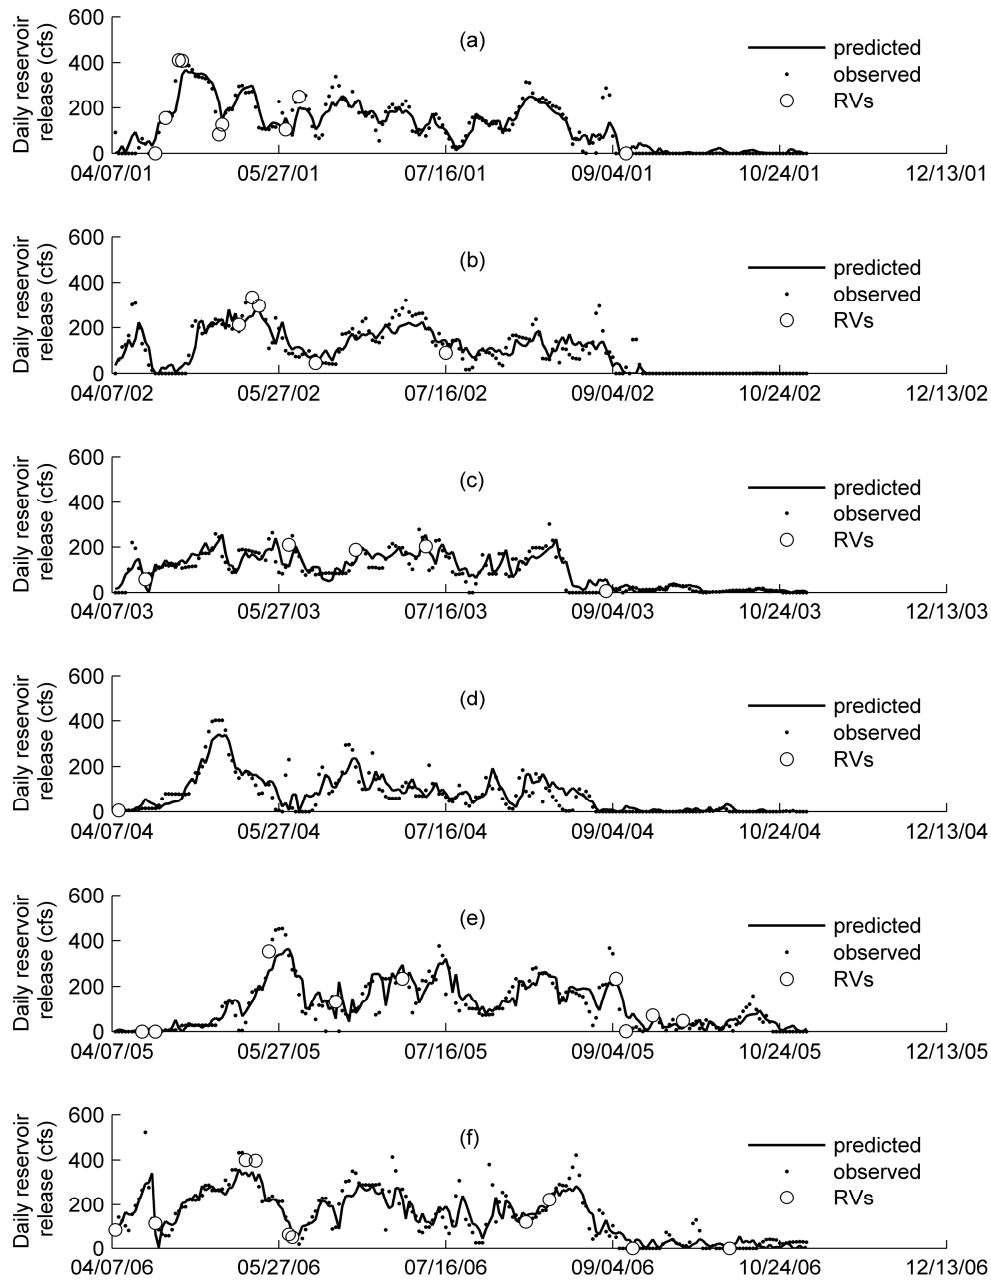 600
400
200
0
Daily reservoir
release (cfs)
(a)
predicted
observed
RVs
04/07/01 05/27/01 07/16/01 09/04/01 10/24/01 12/13/01
600
400
200
0
Daily reservoir
release (cfs)
(b)
predicted
observed
RVs
04/07/02 05/27/02 07/16/02 09/04/02 10/24/02 12/13/02
600
400
200
0
Daily reservoir
release (cfs)
(c)
predicted
observed
RVs
04/07/03 05/27/03 07/16/03 09/04/03 10/24/03 12/13/03
600
400
200
0
Daily reservoir
release (cfs)
(d)
predicted
observed
RVs
04/07/04 05/27/04 07/16/04 09/04/04 10/24/04 12/13/04
600
400
200
0
Daily reservoir
release (cfs)
(e)
predicted
observed
RVs
04/07/05 05/27/05 07/16/05 09/04/05 10/24/05 12/13/05
600
400
200
0
Daily reservoir
release (cfs)
(f)
predicted
observed
RVs
04/07/06 05/27/06 07/16/06 09/04/06 10/24/06 12/13/06